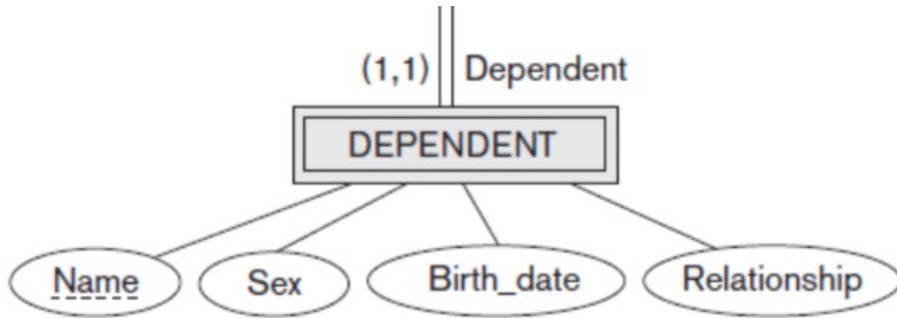 (1,1) Dependent
DEPENDENT
Name Sex Birth_date Relationship